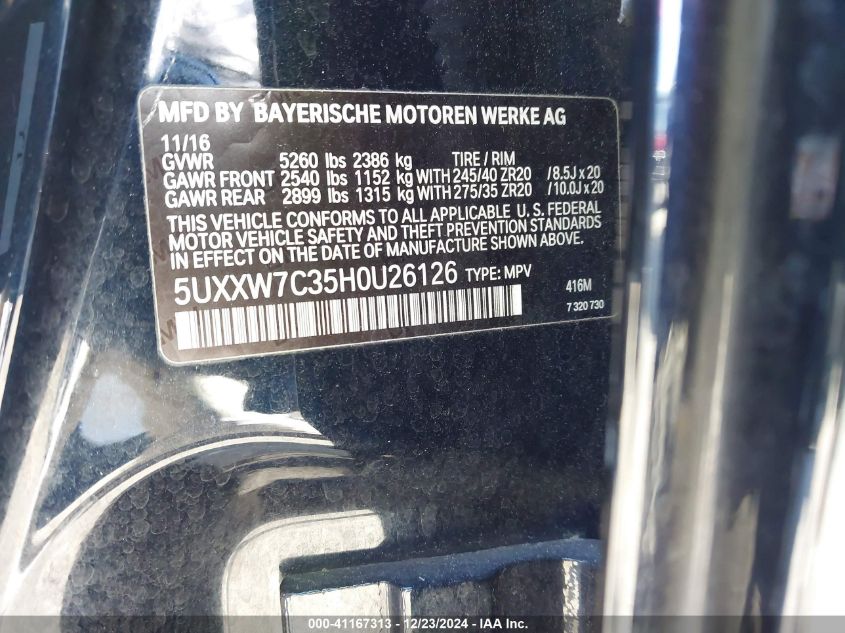 MFD BY BAYERISCHE MOTOREN WERKE AG
11/16
GVWR 5260 lbs 2386 kg TIRE / RIM
GAWR FRONT 2540 lbs 1152 kg WITH 245/40 ZR20 /8.5J x 20
GAWR REAR 2899 lbs 1315 kg WITH 275/35 ZR20 /10.0J x 20
THIS VEHICLE CONFORMS TO ALL APPLICABLE U. S. FEDERAL
MOTOR VEHICLE SAFETY AND THEFT PREVENTION STANDARDS
IN EFFECT ON THE DATE OF MANUFACTURE SHOWN ABOVE.
5UXXW7C35H0U26126 TYPE: MPV 416M
7 320 730
000-41167313 / 12/23/2024 - IAA Inc.